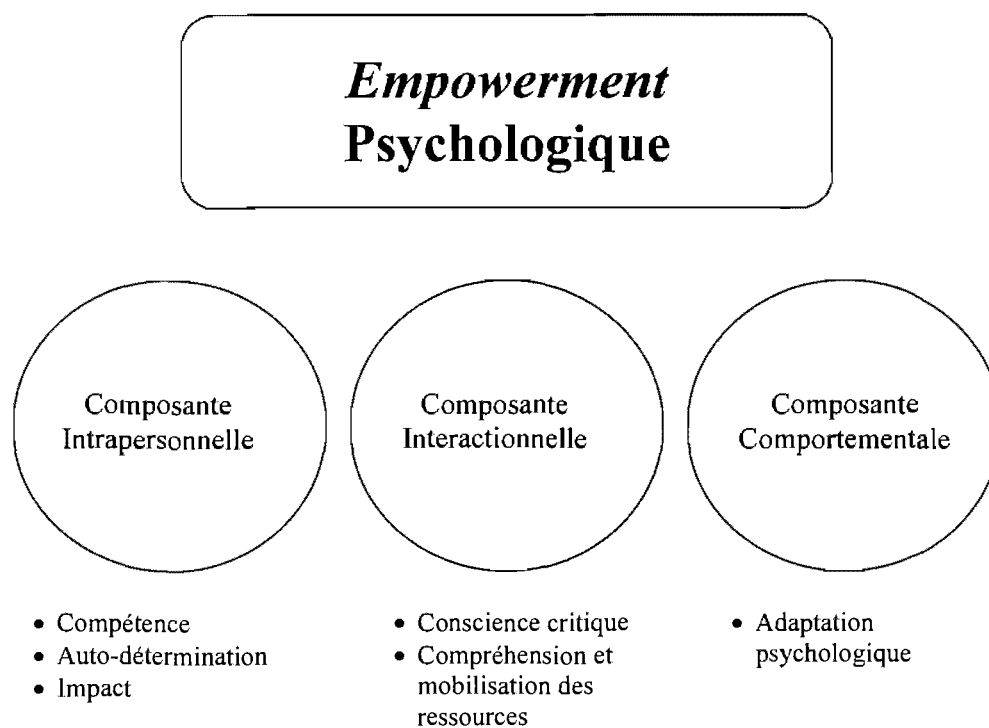 Empowerment
Psychologique
Composante
Intrapersonnelle
Composante
Interactionnelle
Composante
Comportementale
• Compétence
• Auto-détermination
• Impact
• Conscience critique
• Compréhension et
mobilisation des
ressources
• Adaptation
psychologique